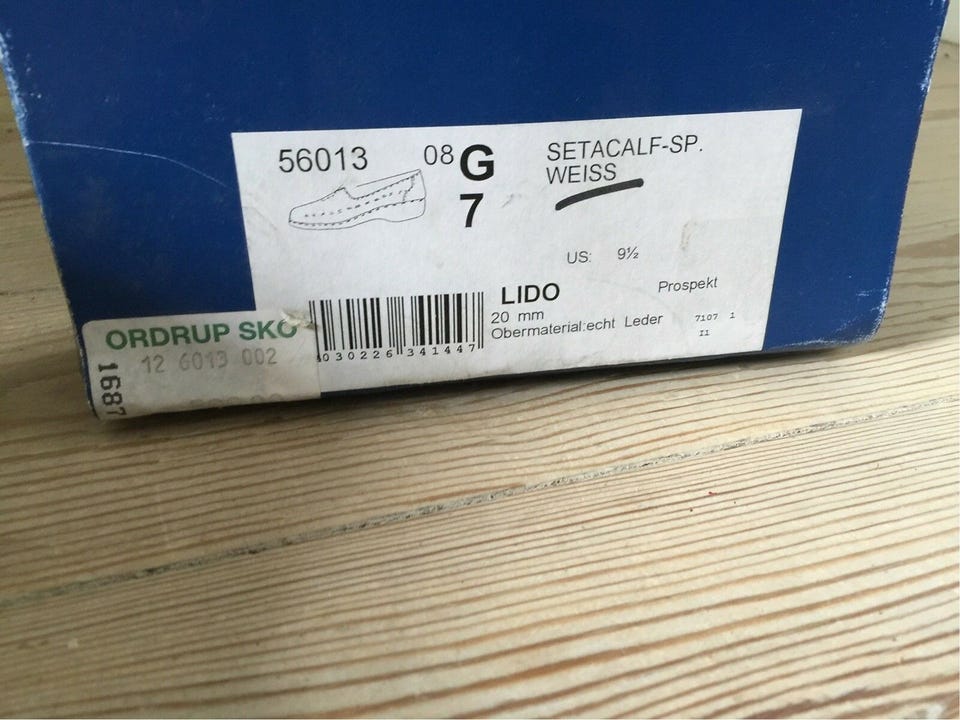 56013
08 G
7
SETACALF-SP.
WEISS
US: 9½
LIDO
Prospekt
20 mm
Obermaterial:echt Leder
7107 1
I1
030226 341447
ORDRUP SKO
12 6013 002
1687